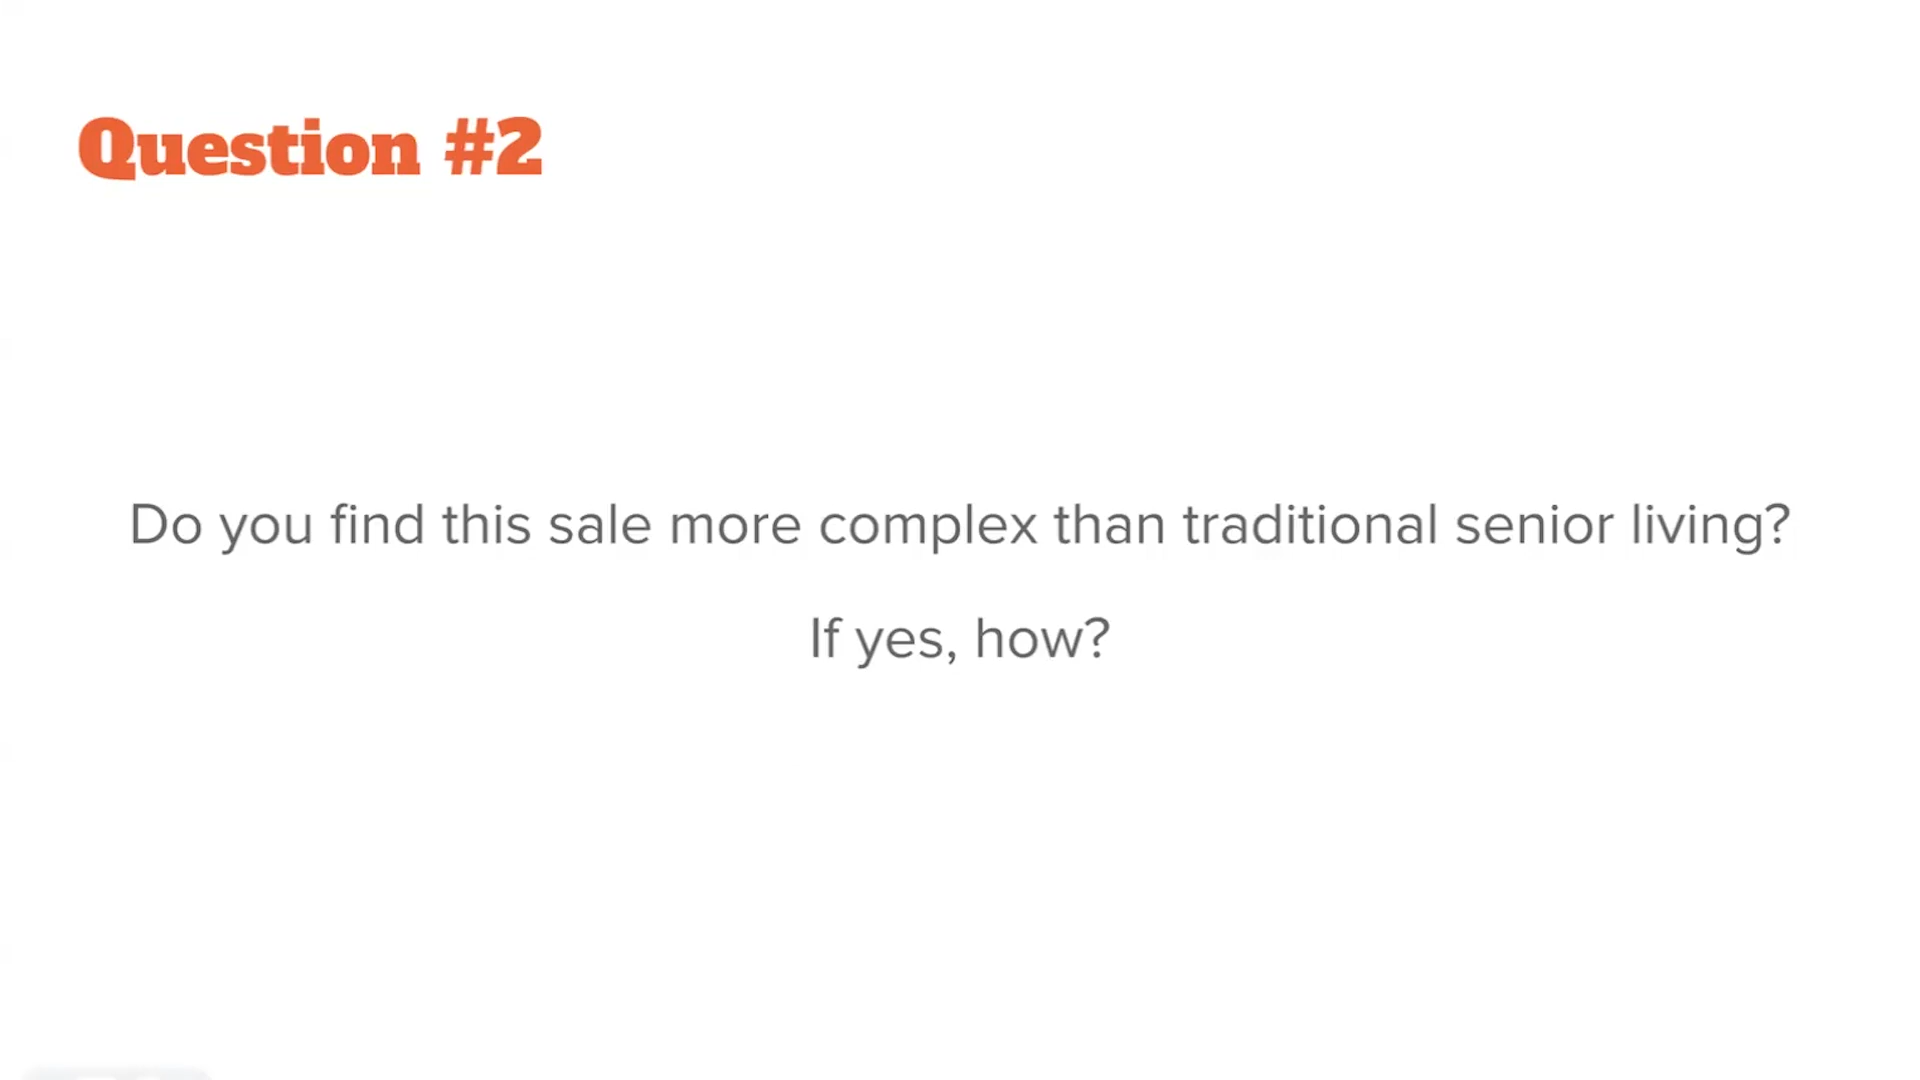 Question #2
Do you find this sale more complex than traditional senior living?
If yes, how?